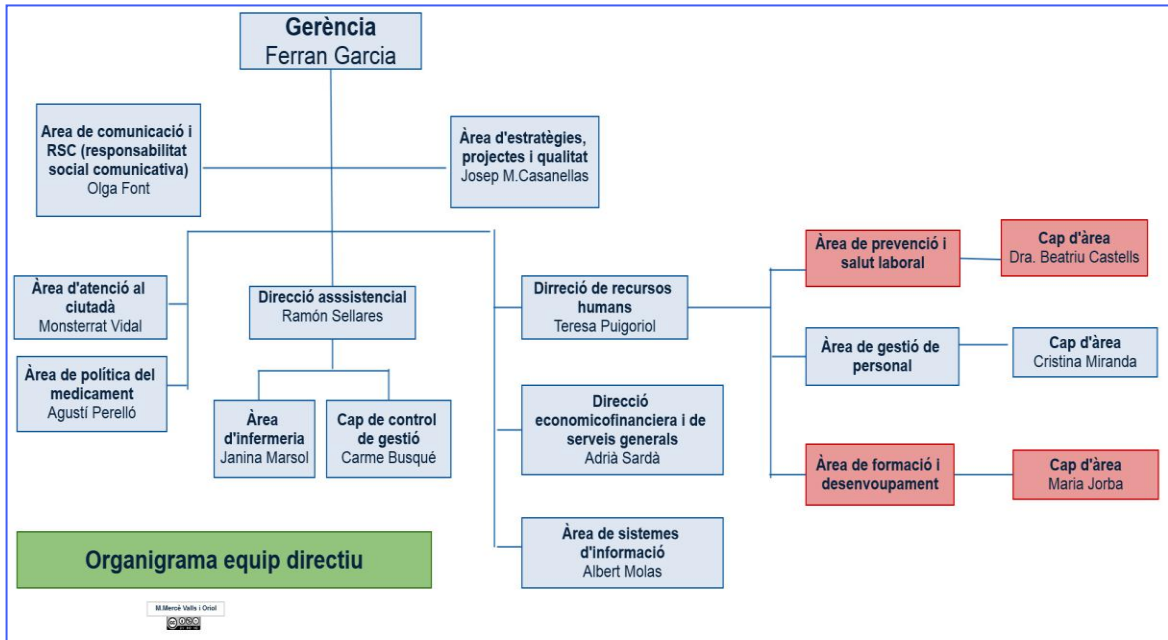 Gerència
Ferran Garcia
Area de comunicació i
RSC (responsabilitat
social comunicativa)
Olga Font
Àrea d'estratègies,
projectes i qualitat
Josep M.Casanellas
Àrea d'atenció al
ciutadà
Monsterrat Vidal
Àrea de política del
medicament
Agustí Perelló
Direcció asssistencial
Ramón Sellares
Àrea
d'infermeria
Janina Marsol
Cap de control
de gestió
Carme Busqué
Dirreció de recursos
humans
Teresa Puigoriol
Direcció
economicofinanciera i de
serveis generals
Adrià Sardà
Àrea de sistemes
d'informació
Albert Molas
Àrea de prevenció i
salut laboral
Cap d'àrea
Dra. Beatriu Castells
Àrea de gestió de
personal
Cap d'àrea
Cristina Miranda
Àrea de formació i
desenvoupament
Cap d'àrea
Maria Jorba
Organigrama equip directiu
M.Mercè Valls i Oriol